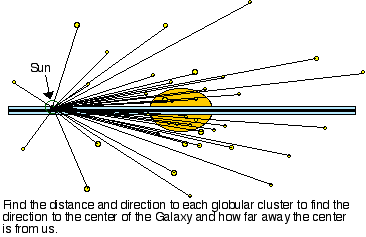 Sun
Find the distance and direction to each globular cluster to find the
direction to the center of the Galaxy and how far away the center
is from us.